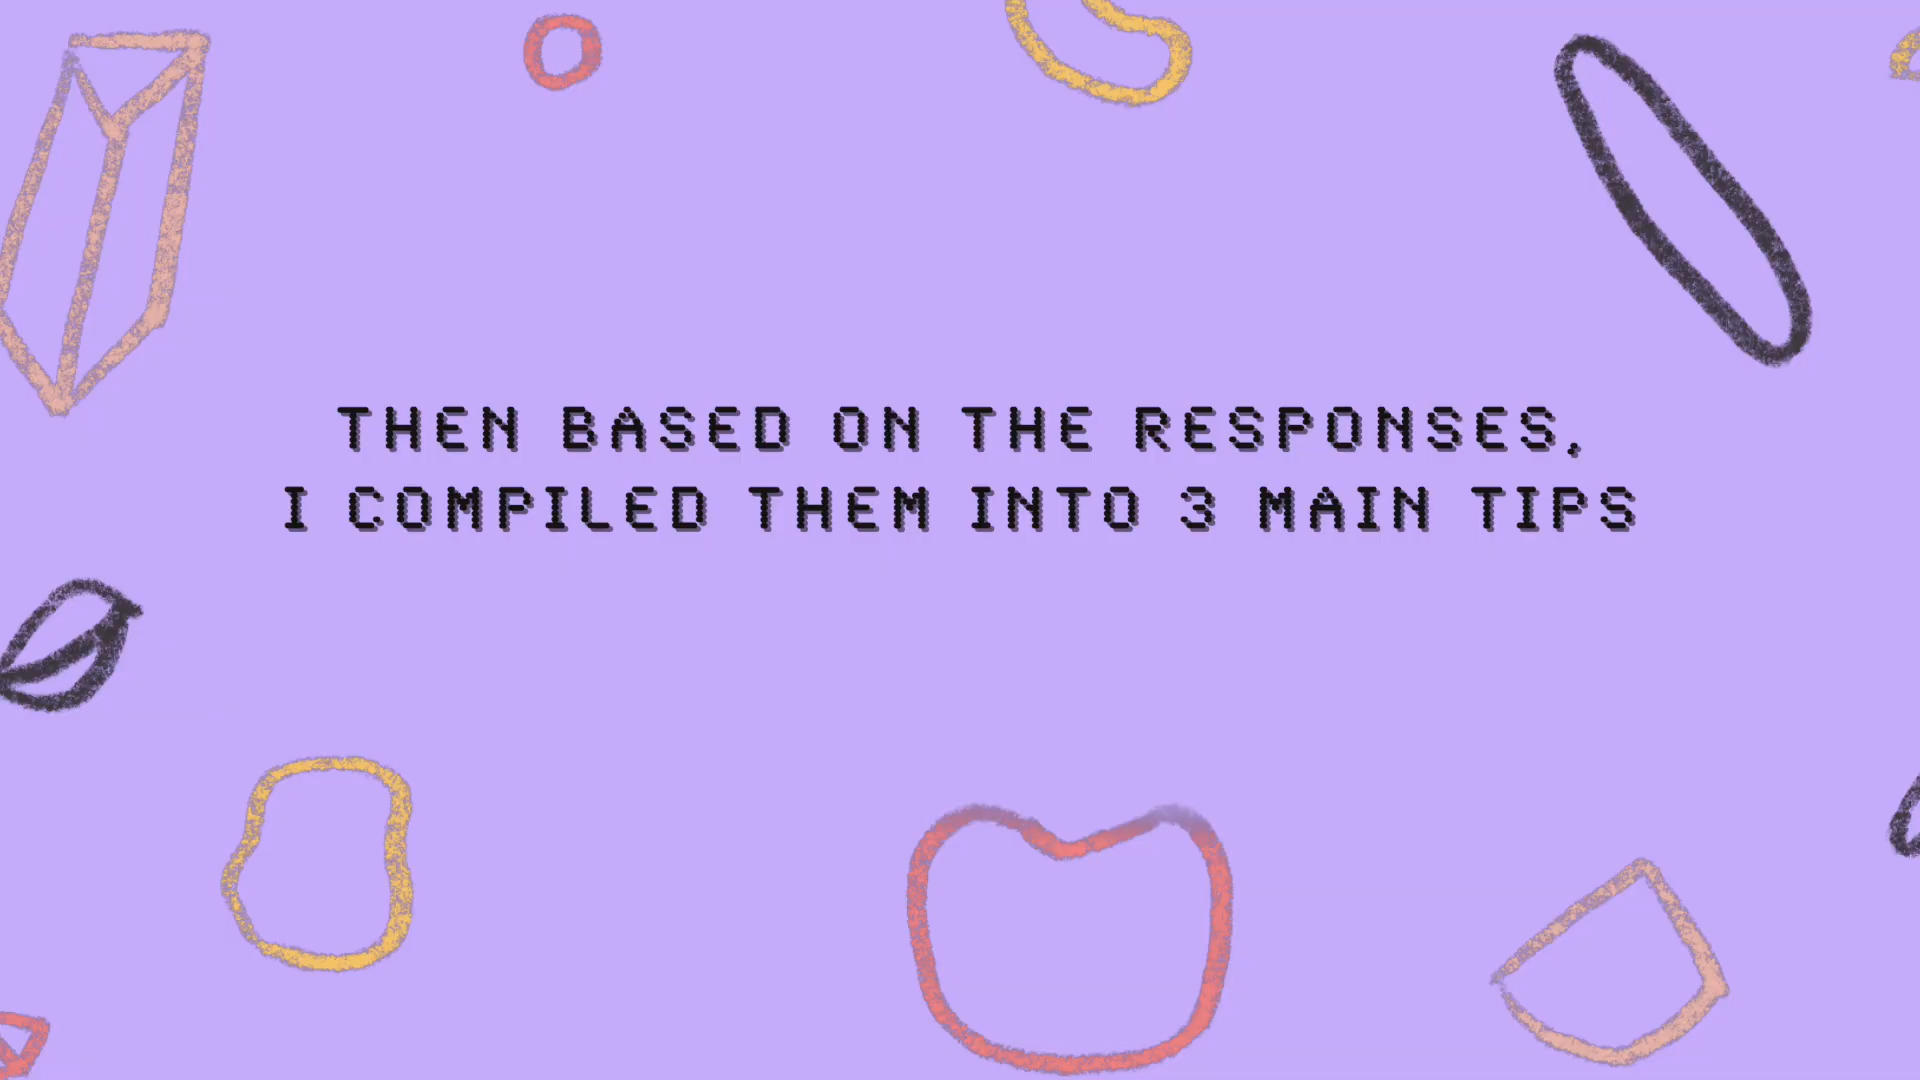 THEN BASED ON THE RESPONSES,
I COMPILED THEM INTO 3 MAIN TIPS